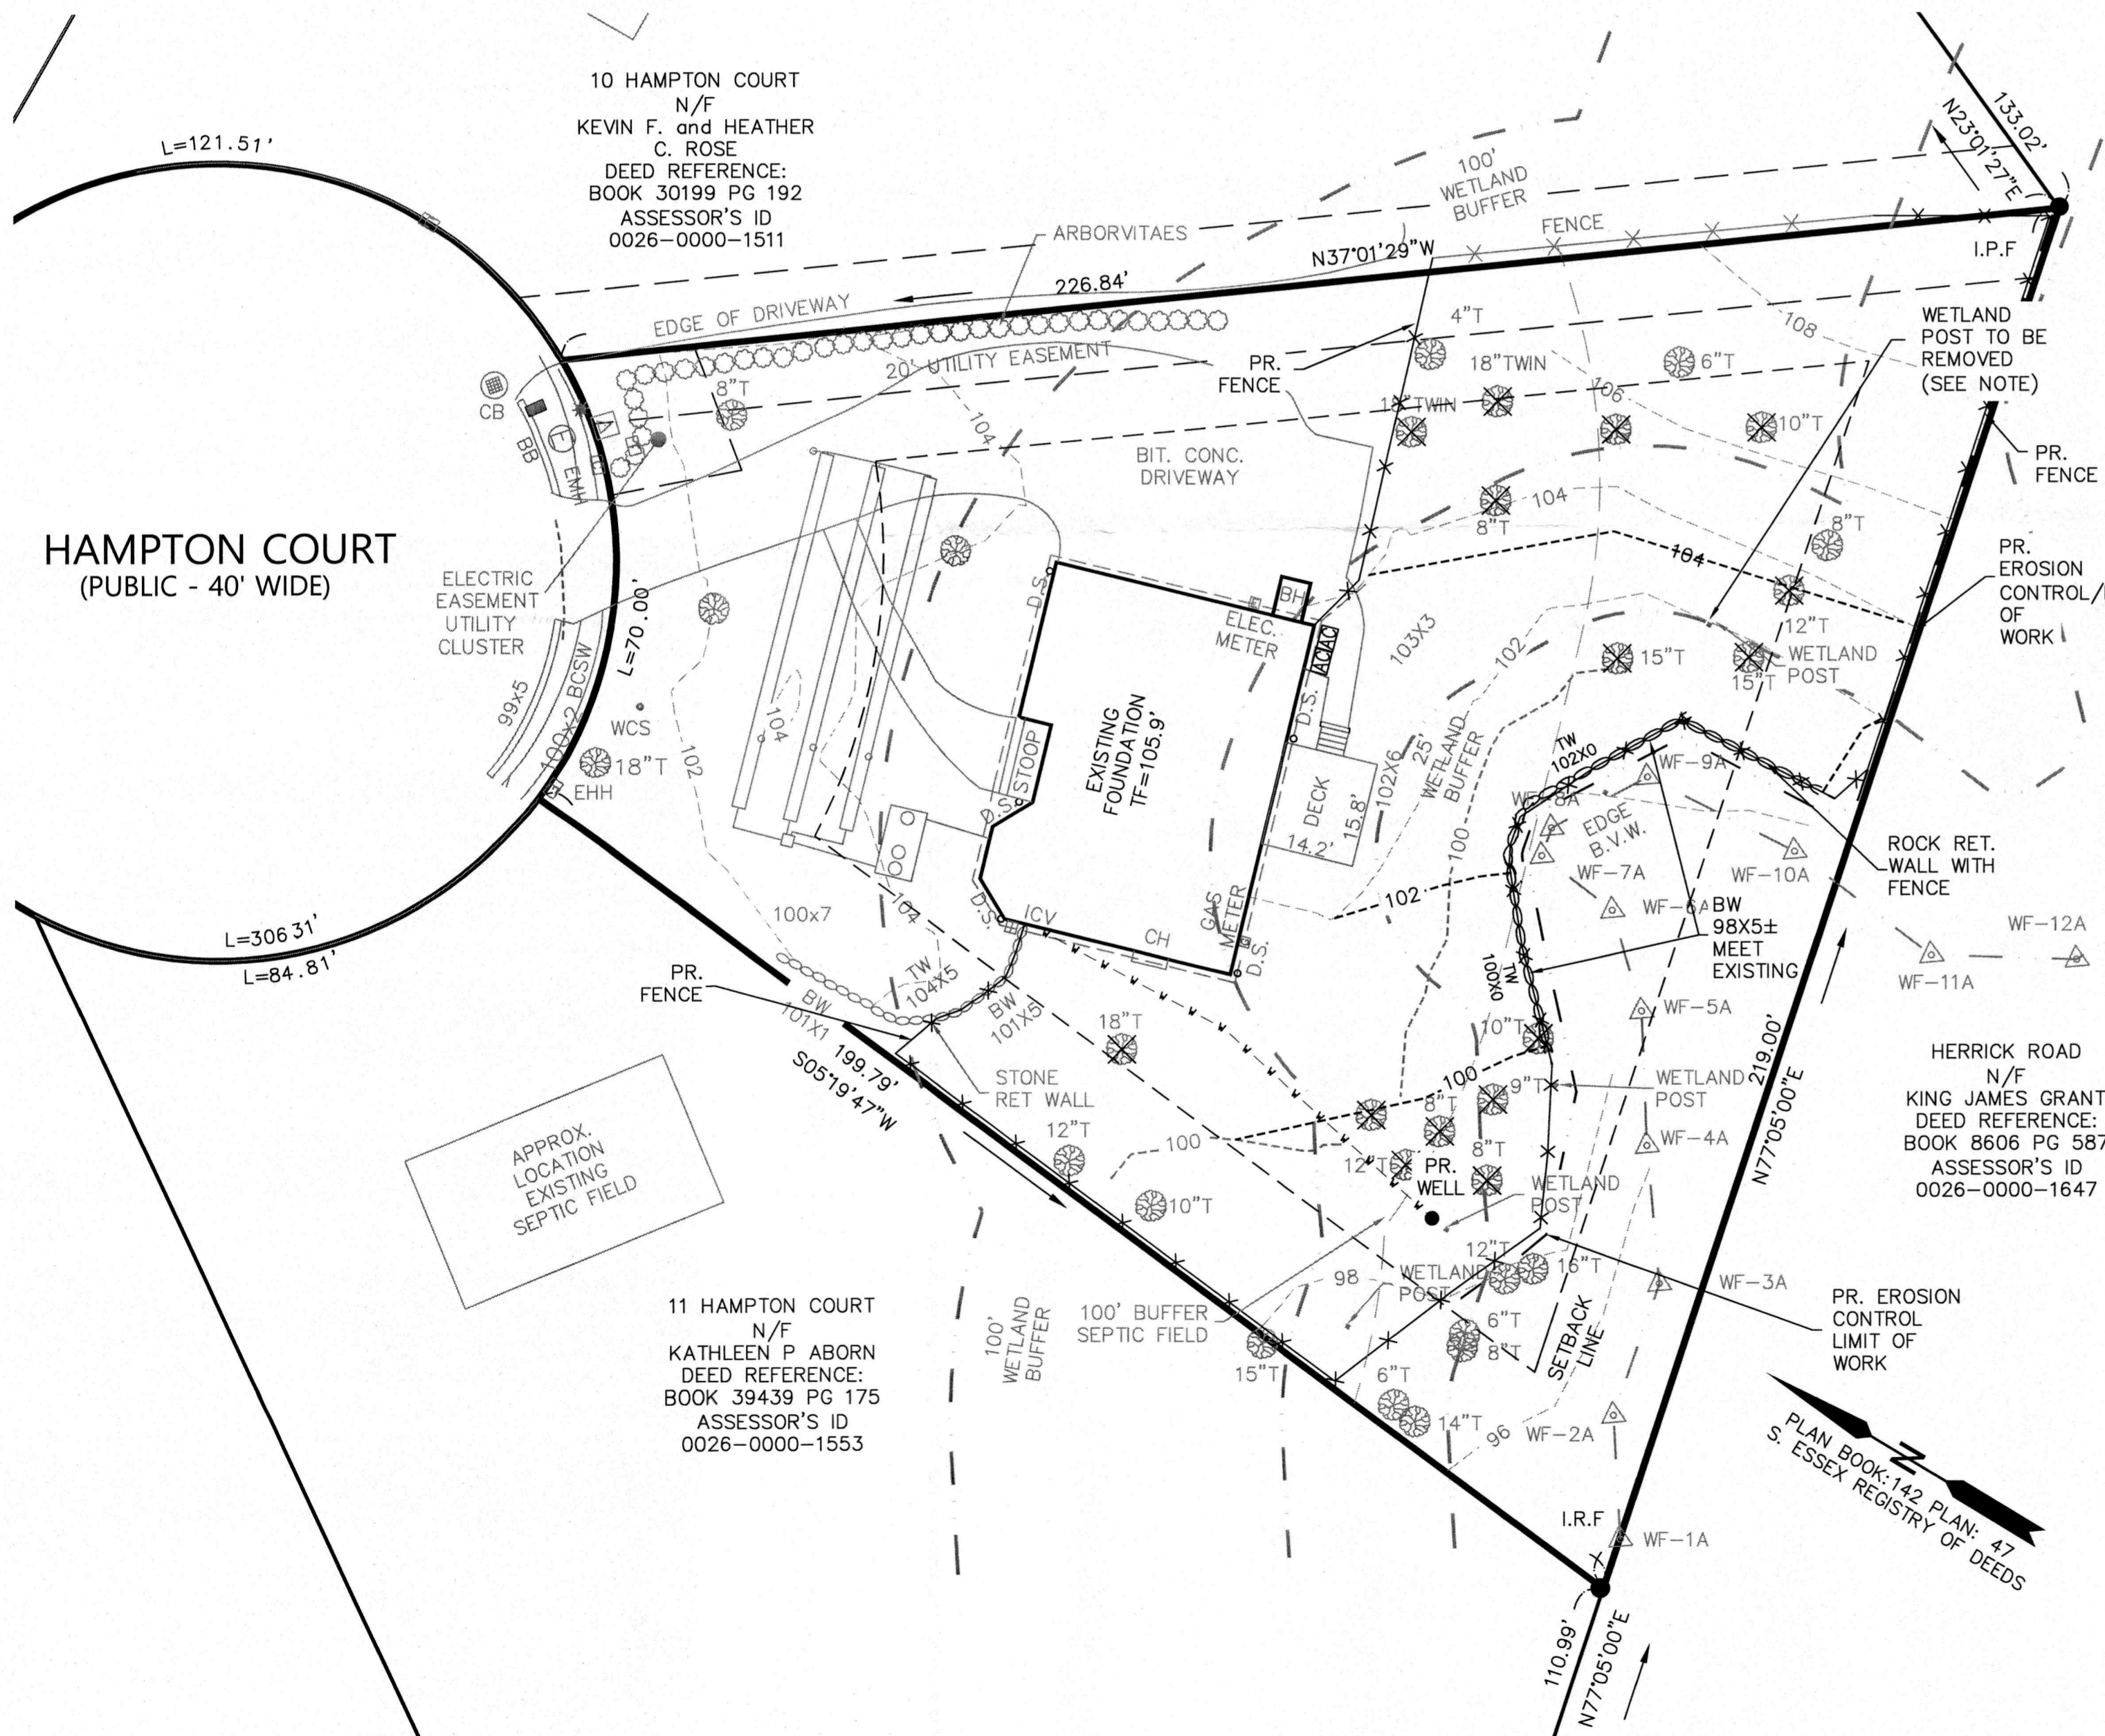 10 HAMPTON COURT
N/F
KEVIN F. and HEATHER
C. ROSE
DEED REFERENCE:
BOOK 30199 PG 192
ASSESSOR'S ID
0026-0000-1511
L=121.51'
100'
WETLAND
BUFFER
133.02'
N23°01'27"E
ARBORVITAES
FENCE
N37°01'29"W
226.84'
I.P.F
EDGE OF DRIVEWAY
20' UTILITY EASEMENT
4"T
108
WETLAND
POST TO BE
REMOVED
(SEE NOTE)
PR.
FENCE
18"TWIN
6"T
106
18"TWIN
10"T
8"T
CB
BB
EMH
E
A
104
BIT. CONC.
DRIVEWAY
PR.
FENCE
8"T
104
8"T
HAMPTON COURT
(PUBLIC - 40' WIDE)
ELECTRIC
EASEMENT
UTILITY
CLUSTER
L=70.00'
D.S.
BH
ELEC.
METER
AC
AC
103X3
102
104
PR.
EROSION
CONTROL/
OF
WORK
12"T
15"T
WETLAND
POST
15"T
99x5
100x2 BCSW
WCS
18"T
EHH
102
104
STOOP
D.S.
EXISTING
FOUNDATION
TF=105.9'
D.S.
DECK
15.8'
14.2'
102X6
25'
WETLAND
BUFFER
TW
102X0
WF-9A
WF-8A
EDGE
B.V.W.
WF-7A
WF-10A
ROCK RET.
WALL WITH
FENCE
100
102
WF-6A
BW
98X5±
MEET
EXISTING
WF-12A
WF-11A
L=306.31'
L=84.81'
100x7
104
D.S.
ICV
CH
GAS
METER
D.S.
TW
100X0
PR.
FENCE
BW
101X1
TW
104X5
BW
101X5
WF-5A
18"T
10"T
199.79'
S05°19'47"W
STONE
RET WALL
219.00'
N77°05'00"E
HERRICK ROAD
N/F
KING JAMES GRANT
DEED REFERENCE:
BOOK 8606 PG 587
ASSESSOR'S ID
0026-0000-1647
100
9"T
WETLAND
POST
8"T
12"T
100
8"T
WF-4A
12"T
PR.
WELL
WETLAND
POST
APPROX.
LOCATION
EXISTING
SEPTIC FIELD
10"T
12"T
16"T
WETLAND
POST
98
WF-3A
11 HAMPTON COURT
N/F
KATHLEEN P ABORN
DEED REFERENCE:
BOOK 39439 PG 175
ASSESSOR'S ID
0026-0000-1553
100'
WETLAND
BUFFER
100' BUFFER
SEPTIC FIELD
6"T
8"T
SETBACK
LINE
PR. EROSION
CONTROL
LIMIT OF
WORK
15"T
6"T
14"T
96
WF-2A
N
PLAN BOOK:142 PLAN: 47
S. ESSEX REGISTRY OF DEEDS
I.R.F
WF-1A
110.99'
N77°05'00"E